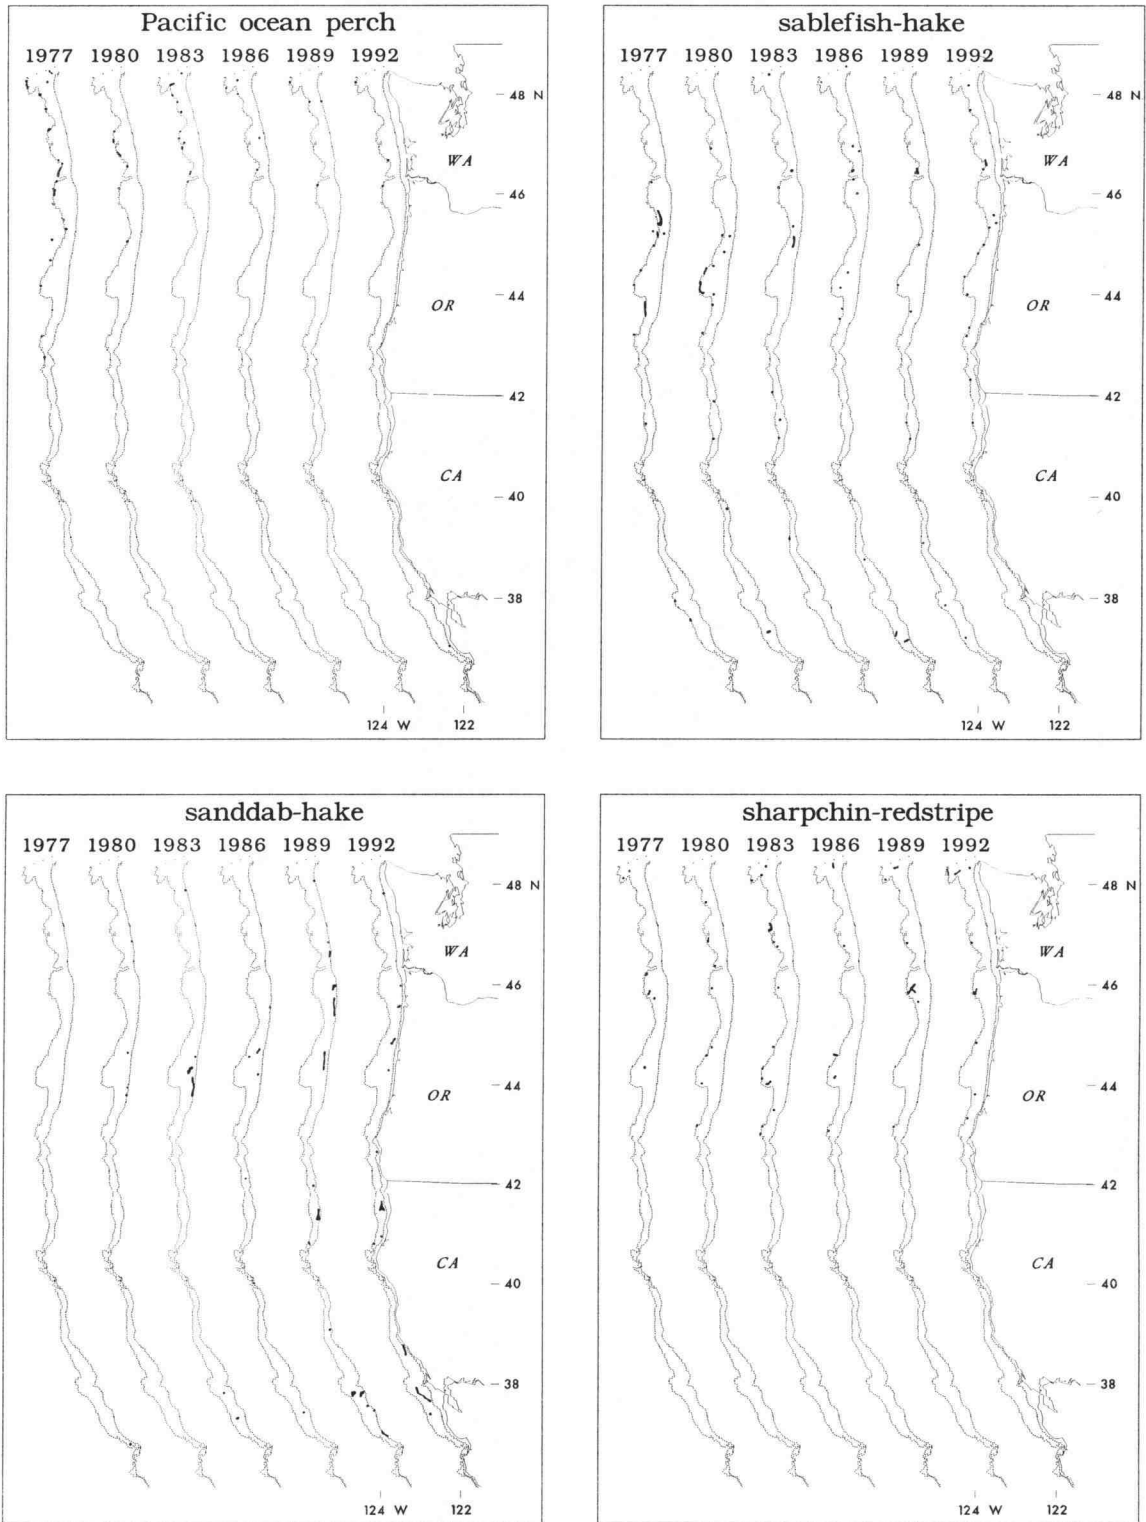 Pacific ocean perch
1977 1980 1983 1986 1989 1992
48 N
WA
46
44
OR
42
CA
40
38
124 W 122
sablefish-hake
1977 1980 1983 1986 1989 1992
48 N
WA
46
44
OR
42
CA
40
38
124 W 122
sanddab-hake
1977 1980 1983 1986 1989 1992
48 N
WA
46
44
OR
42
CA
40
38
124 W 122
sharpchin-redstripe
1977 1980 1983 1986 1989 1992
48 N
WA
46
44
OR
42
CA
40
38
124 W 122